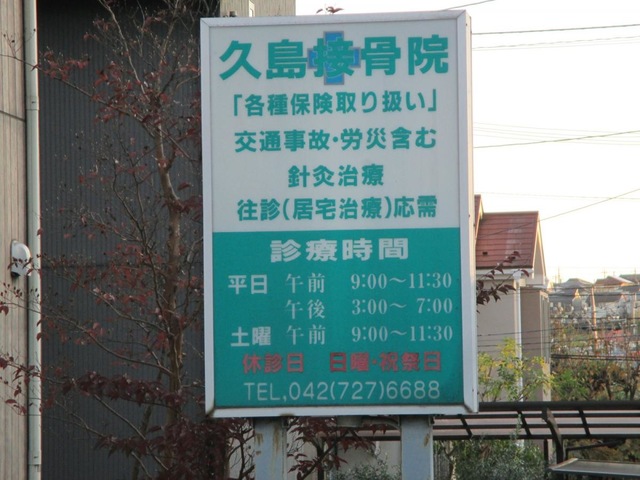 久島接骨院
「各種保険取り扱い」
交通事故・労災含む
針灸治療
往診(居宅治療)応需
診療時間
平日 午前 9:00〜11:30
午後 3:00〜7:00
土曜 午前 9:00〜11:30
休診日 日曜・祝祭日
TEL,042(727)6688